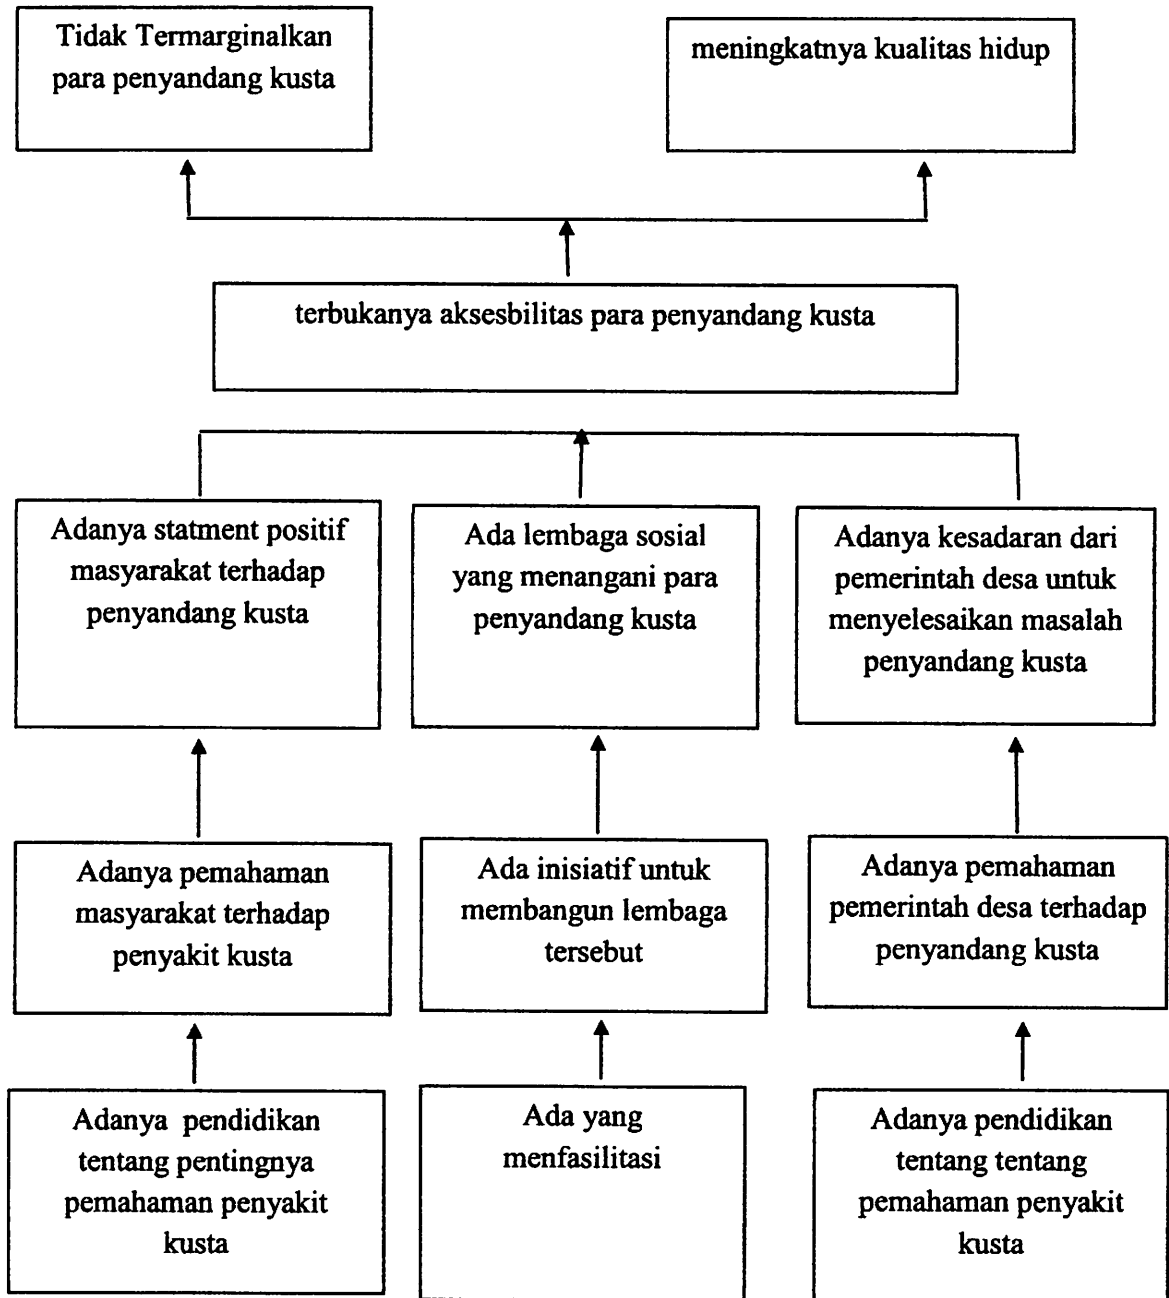 Tidak Termarginalkan
para penyandang kusta
meningkatnya kualitas hidup
terbukanya aksesbilitas para penyandang kusta
Adanya statment positif
masyarakat terhadap
penyandang kusta
Ada lembaga sosial
yang menangani para
penyandang kusta
Adanya kesadaran dari
pemerintah desa untuk
menyelesaikan masalah
penyandang kusta
Adanya pemahaman
masyarakat terhadap
penyakit kusta
Ada inisiatif untuk
membangun lembaga
tersebut
Adanya pemahaman
pemerintah desa terhadap
penyandang kusta
Adanya pendidikan
tentang pentingnya
pemahaman penyakit
kusta
Ada yang
menfasilitasi
Adanya pendidikan
tentang tentang
pemahaman penyakit
kusta